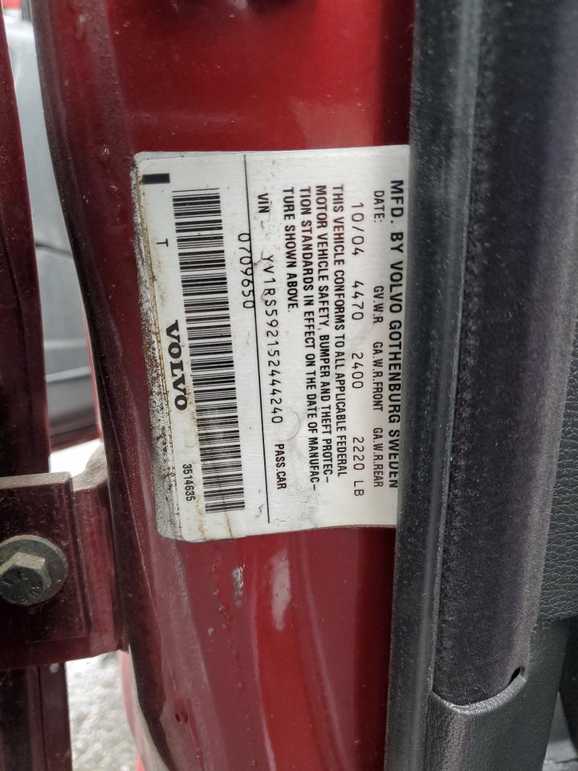 MFD. BY VOLVO GOTHENBURG SWEDEN
DATE: GV.W.R GA.W.R.FRONT GA.W.R.REAR
10/04 4470 2400 2220 LB
THIS VEHICLE CONFORMS TO ALL APPLICABLE FEDERAL
MOTOR VEHICLE SAFETY, BUMPER AND THEFT PROTEC-
TION STANDARDS IN EFFECT ON THE DATE OF MANUFAC-
TURE SHOWN ABOVE.
VIN YV1RS592152444240 PASS.CAR
0709650
T VOLVO 3514635